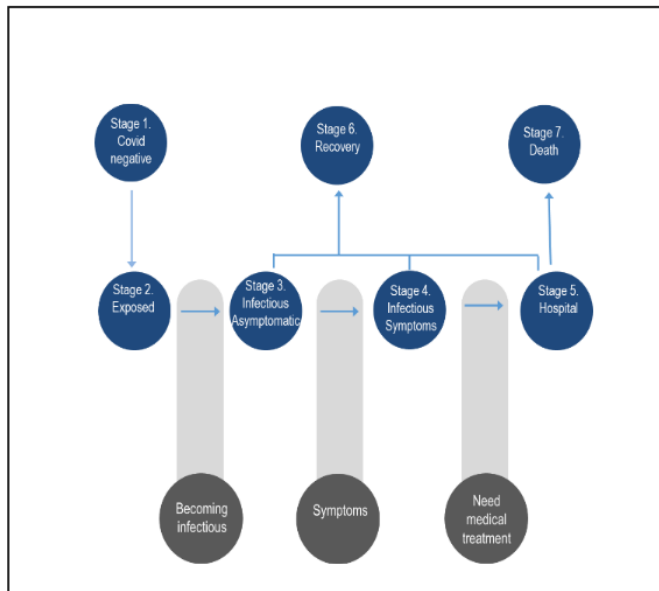 Stage 1.
Covid
negative
Stage 6.
Recovery
Stage 7.
Death
Stage 2.
Exposed
Stage 3.
Infectious
Asymptomatic
Stage 4.
Infectious
Symptoms
Stage 5.
Hospital
Becoming
infectious
Symptoms
Need
medical
treatment